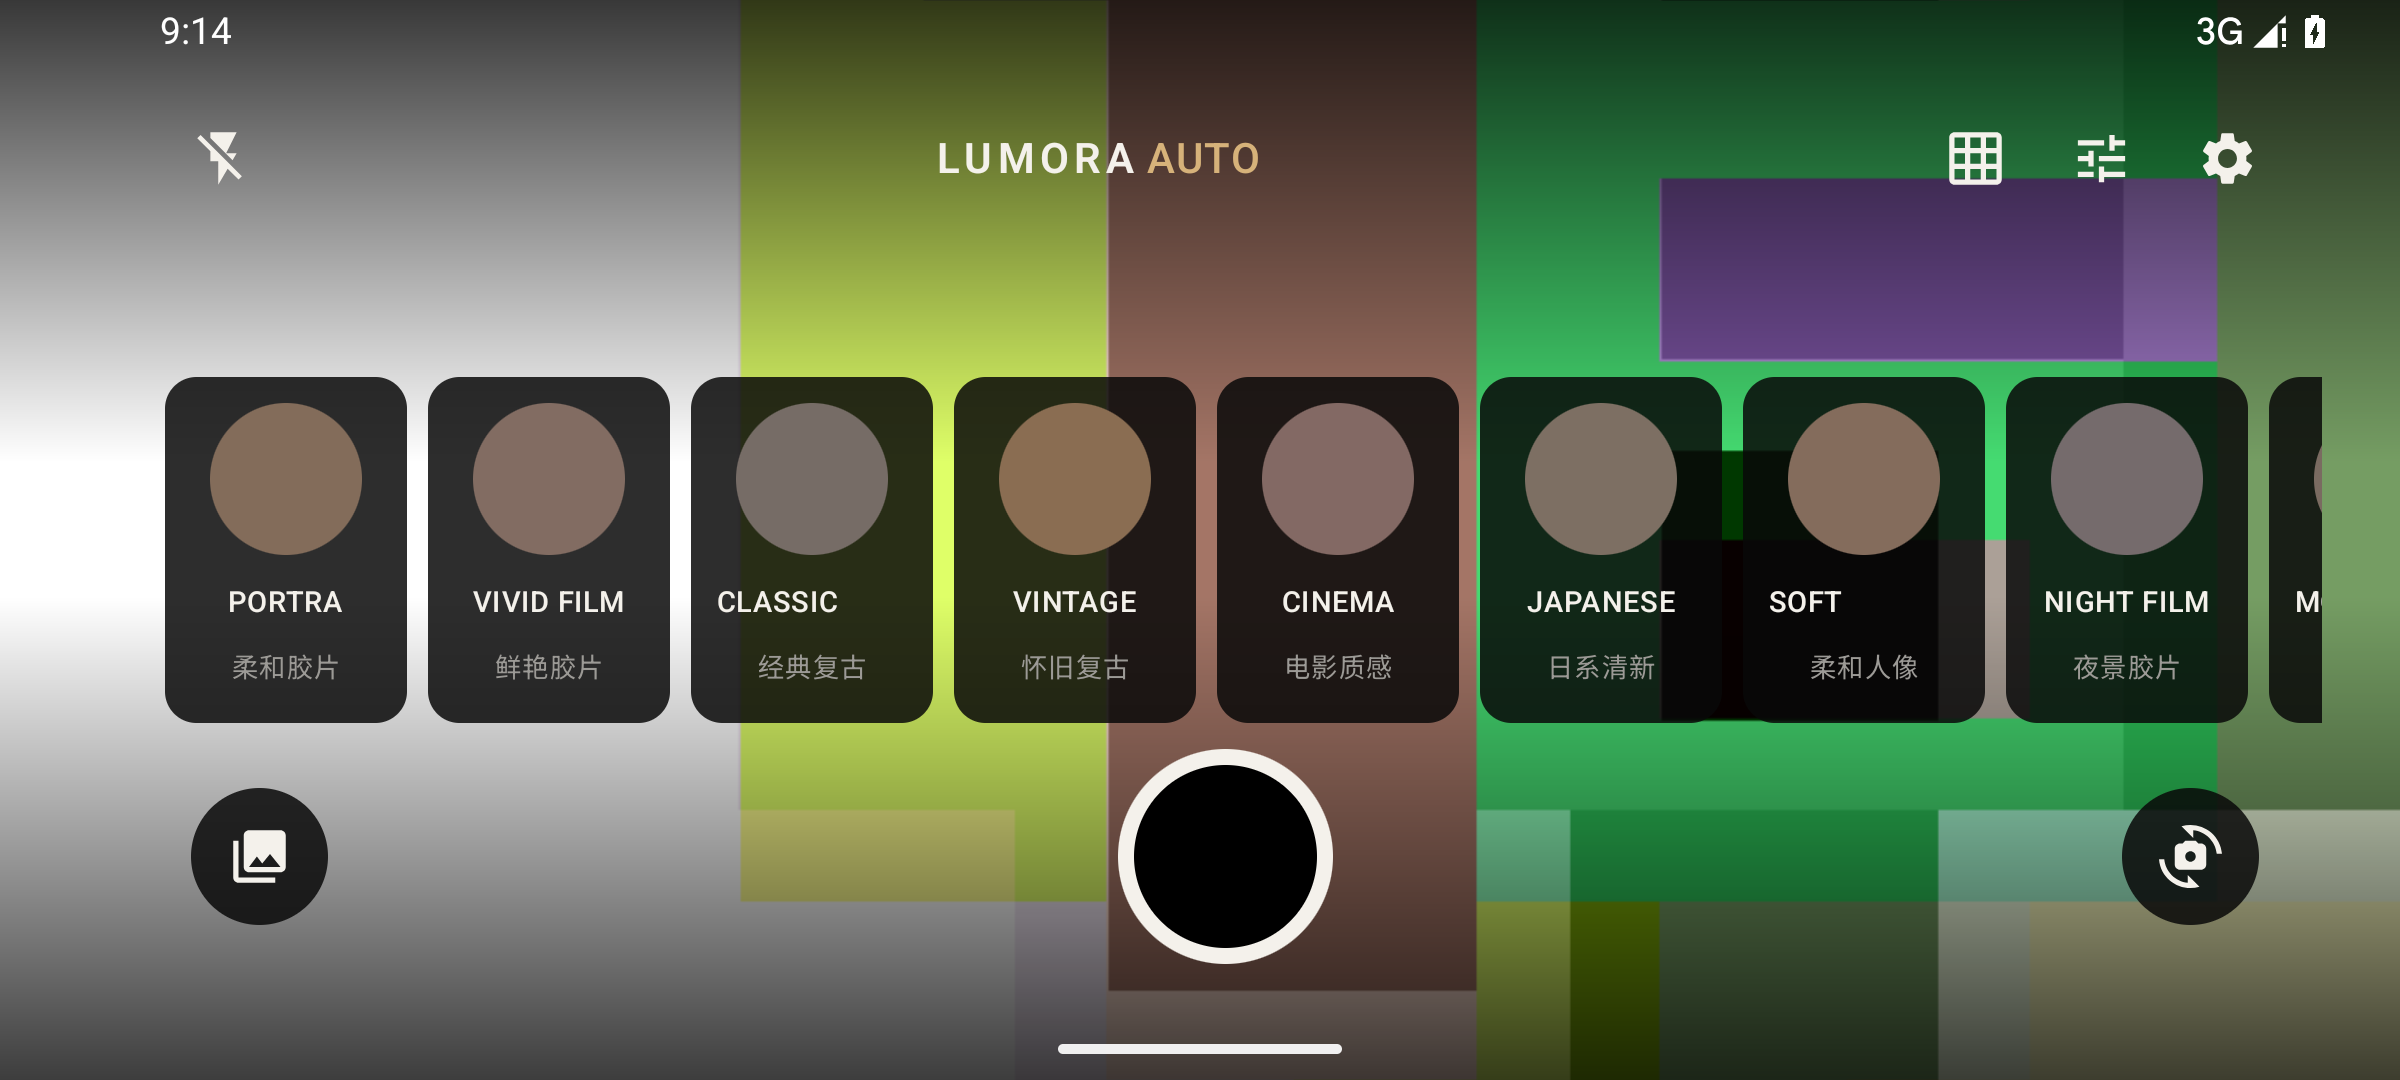 9:14
3G
LUMORA AUTO
PORTRA
柔和胶片
VIVID FILM
鲜艳胶片
CLASSIC
经典复古
VINTAGE
怀旧复古
CINEMA
电影质感
JAPANESE
日系清新
SOFT
柔和人像
NIGHT FILM
夜景胶片